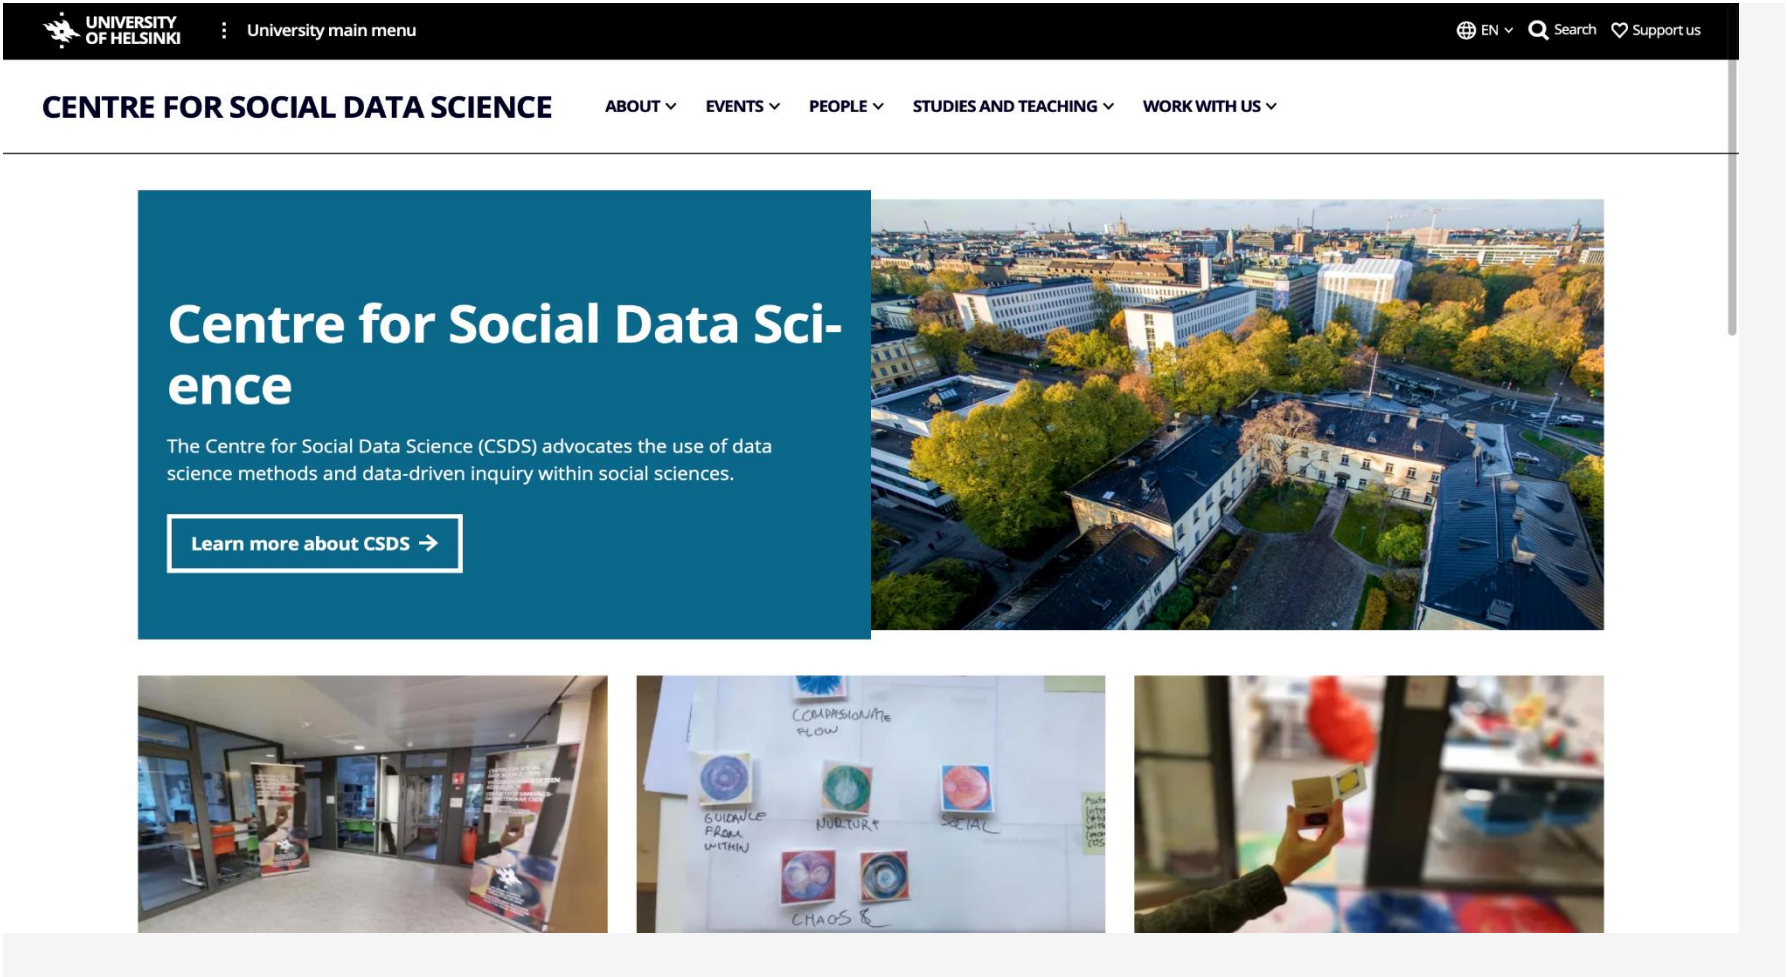 UNIVERSITY
OF HELSINKI
University main menu
EN
Search
Support us
CENTRE FOR SOCIAL DATA SCIENCE
ABOUT
EVENTS
PEOPLE
STUDIES AND TEACHING
WORK WITH US
Centre for Social Data Sci-
ence
The Centre for Social Data Science (CSDS) advocates the use of data
science methods and data-driven inquiry within social sciences.
Learn more about CSDS →
COMPASSIONATE
FLOW
GUIDANCE
FROM
WITHIN
NURTURE
SOCIAL
CHAOS &